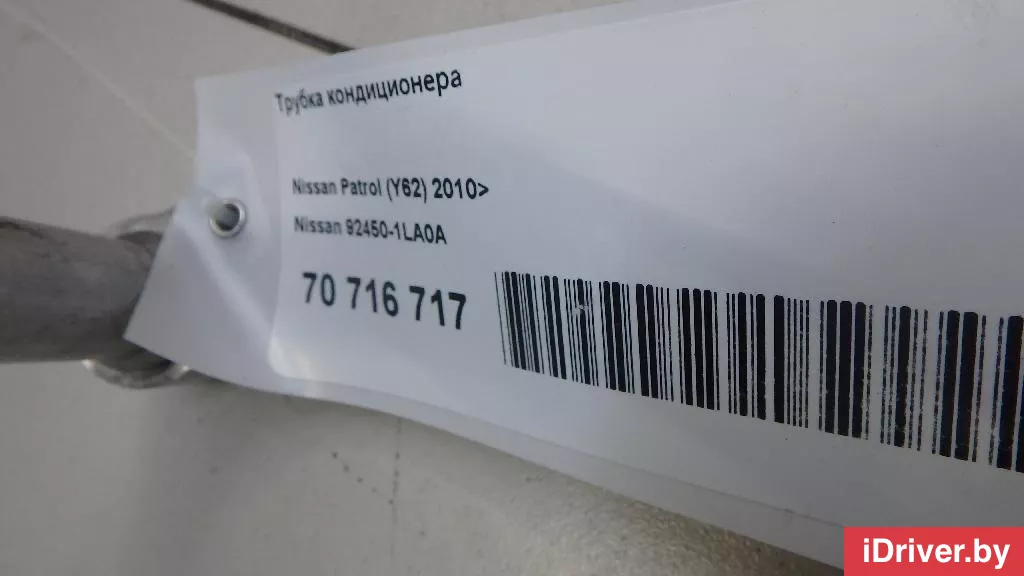 Трубка кондиционера
Nissan Patrol (Y62) 2010>
Nissan 92450-1LA0A
70 716 717
iDriver.by